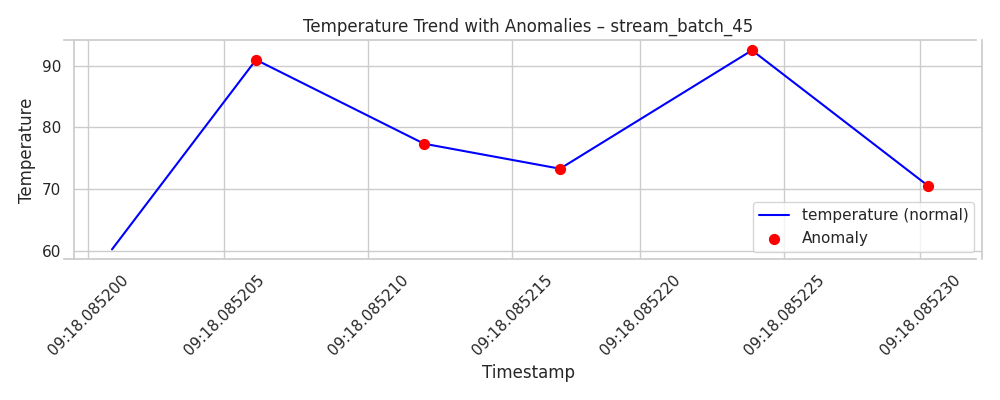 Temperature Trend with Anomalies – stream_batch_45
Temperature
90
80
70
60
temperature (normal)
Anomaly
09:18.085200
09:18.085205
09:18.085210
09:18.085215
09:18.085220
09:18.085225
09:18.085230
Timestamp